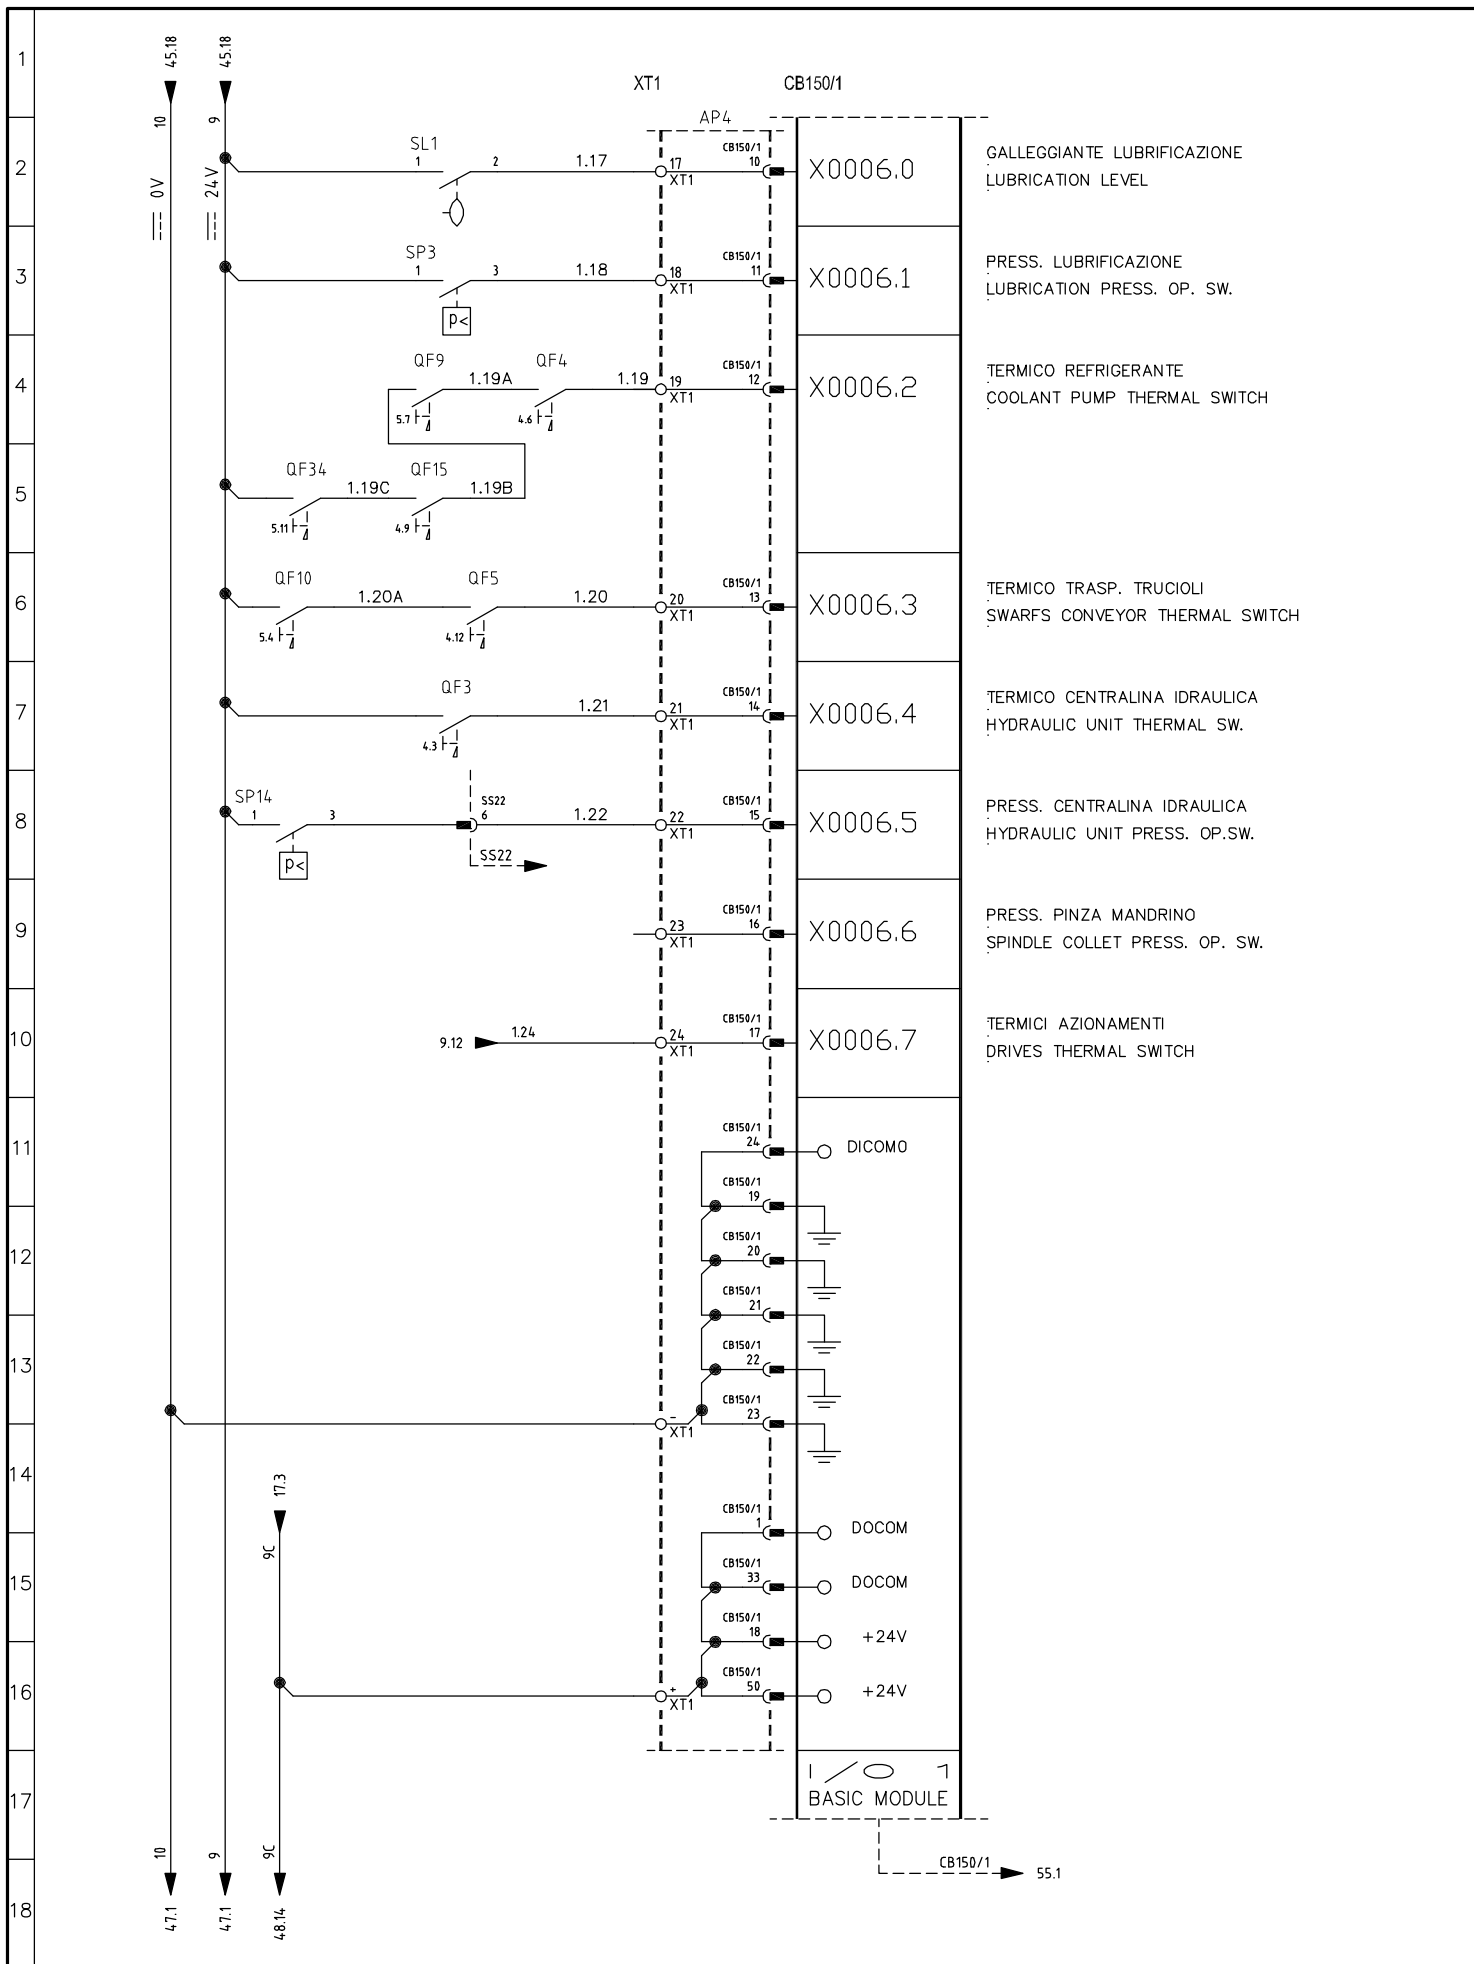 1
45.18
45.18
XT1
CB150/1
10
9
AP4
2
0V
24V
SL1
1
2
1.17
17
XT1
CB150/1
10
X0006.0
GALLEGGIANTE LUBRIFICAZIONE
LUBRICATION LEVEL
3
SP3
1
3
1.18
18
XT1
CB150/1
11
X0006.1
PRESS. LUBRIFICAZIONE
LUBRICATION PRESS. OP. SW.
p<
4
QF9
QF4
1.19A
1.19
19
XT1
CB150/1
12
X0006.2
TERMICO REFRIGERANTE
COOLANT PUMP THERMAL SWITCH
5.7
4.6
5
QF34
QF15
1.19C
1.19B
5.11
4.9
6
QF10
QF5
1.20A
1.20
20
XT1
CB150/1
13
X0006.3
TERMICO TRASP. TRUCIOLI
SWARFS CONVEYOR THERMAL SWITCH
5.4
4.12
7
QF3
1.21
21
XT1
CB150/1
14
X0006.4
TERMICO CENTRALINA IDRAULICA
HYDRAULIC UNIT THERMAL SW.
4.3
8
SP14
1
3
SS22
6
1.22
22
XT1
CB150/1
15
X0006.5
PRESS. CENTRALINA IDRAULICA
HYDRAULIC UNIT PRESS. OP.SW.
p<
SS22
9
23
XT1
CB150/1
16
X0006.6
PRESS. PINZA MANDRINO
SPINDLE COLLET PRESS. OP. SW.
10
9.12
1.24
24
XT1
CB150/1
17
X0006.7
TERMICI AZIONAMENTI
DRIVES THERMAL SWITCH
11
CB150/1
24
DICOM0
CB150/1
19
12
CB150/1
20
CB150/1
21
13
CB150/1
22
CB150/1
23
-
XT1
14
17.3
9C
CB150/1
1
DOCOM
15
CB150/1
33
DOCOM
CB150/1
18
+24V
16
+
XT1
CB150/1
50
+24V
17
I/O 1
BASIC MODULE
10
9
9C
CB150/1
55.1
18
47.1
47.1
48.14